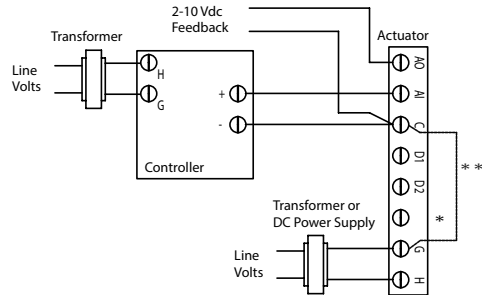 2-10 Vdc
Feedback
Transformer
Actuator
Line
Volts
H
G
+
-
Controller
AO
AI
C
D1
D2
G
H
* *
*
Transformer or
DC Power Supply
Line
Volts